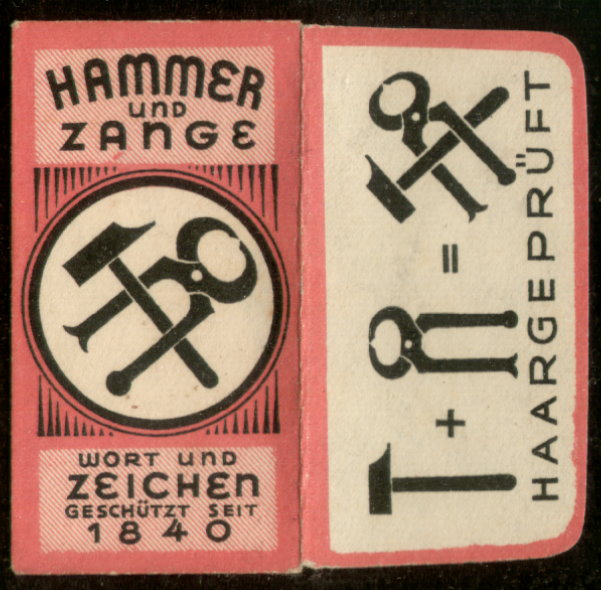 HAMMER
und
ZANGE
WORT und
ZEICHEN
GESCHÜTZT SEIT
1840
+ =
HAARGEPRÜFT